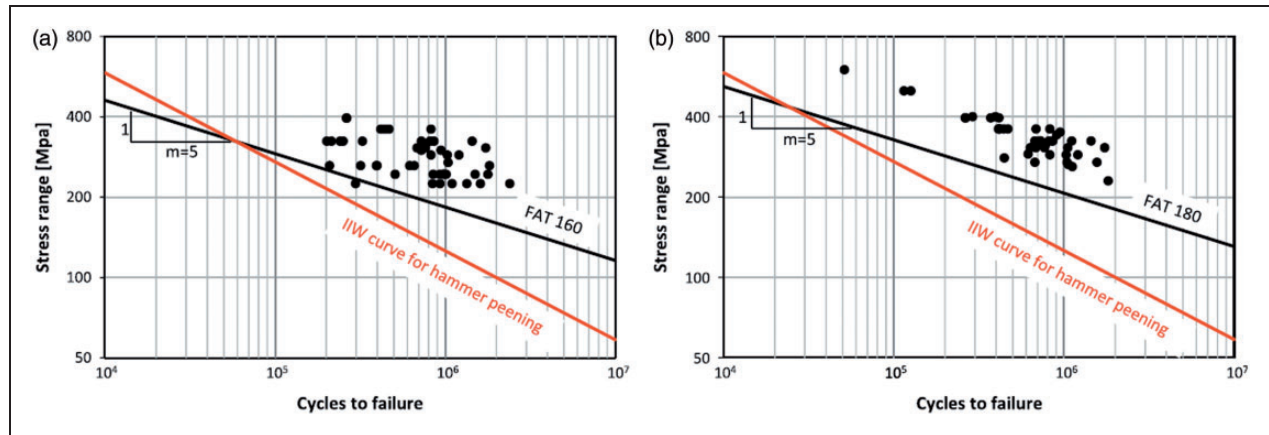 (a)
800
400
200
100
50
Stress range [Mpa]
1
m=5
FAT 160
IIW curve for hammer peening
10⁴
10⁵
10⁶
10⁷
Cycles to failure
(b)
800
400
200
100
50
Stress range [Mpa]
1
m=5
FAT 180
IIW curve for hammer peening
10⁴
10⁵
10⁶
10⁷
Cycles to failure